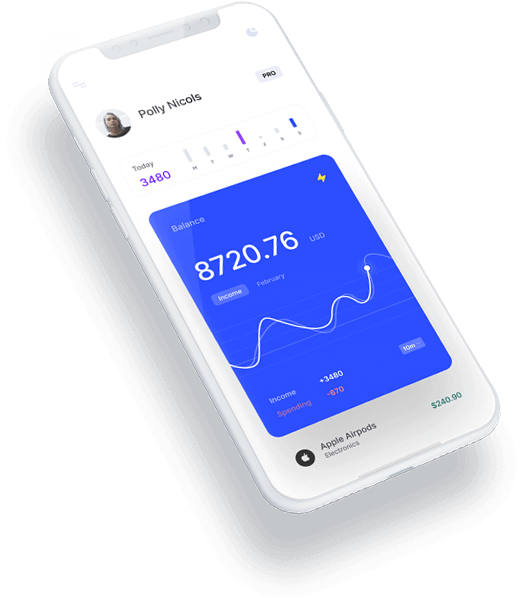 PRO
Polly Nicols
Today
3480
M T W T F S S
Balance
8720.76 USD
Income February
10m
Income +3480
Spending -670
Apple Airpods $240.90
Electronics